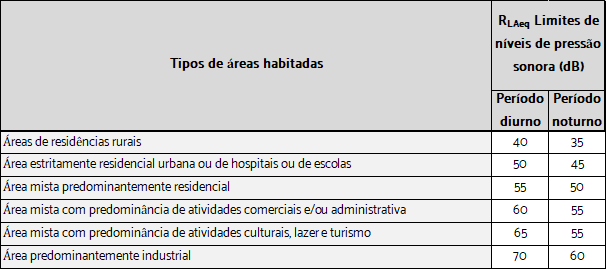 Tipos de áreas habitadas
RLAeq Limites de
níveis de pressão
sonora (dB)
Período diurno
Período noturno
Áreas de residências rurais 40 35
Área estritamente residencial urbana ou de hospitais ou de escolas 50 45
Área mista predominantemente residencial 55 50
Área mista com predominância de atividades comerciais e/ou administrativa 60 55
Área mista com predominância de atividades culturais, lazer e turismo 65 55
Área predominantemente industrial 70 60